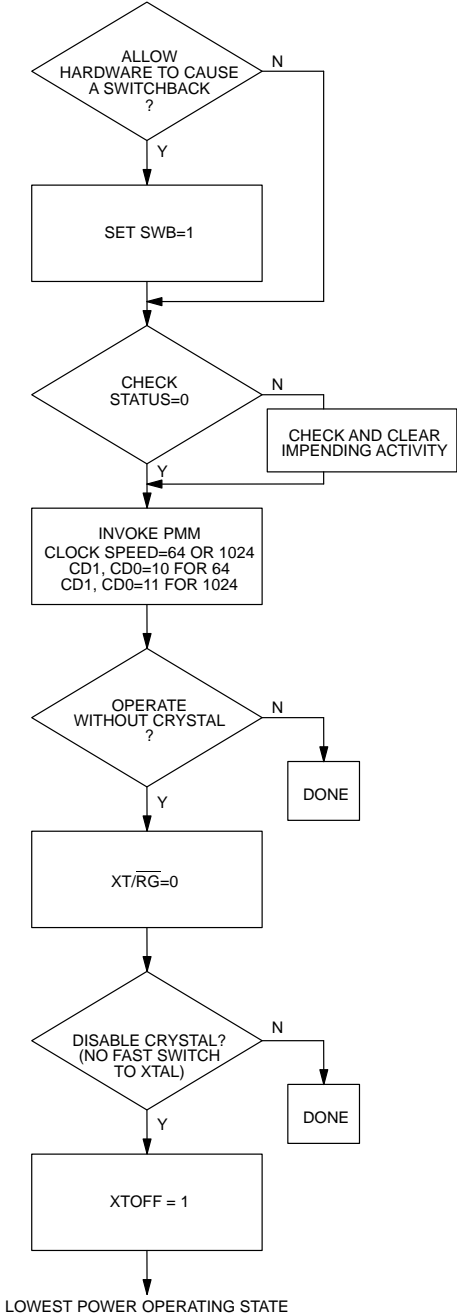 ALLOW
HARDWARE TO CAUSE
A SWITCHBACK
?
N
Y
SET SWB=1
CHECK
STATUS=0
N
CHECK AND CLEAR
IMPENDING ACTIVITY
Y
INVOKE PMM
CLOCK SPEED=64 OR 1024
CD1, CD0=10 FOR 64
CD1, CD0=11 FOR 1024
OPERATE
WITHOUT CRYSTAL
?
N
DONE
Y
XT/R̅G̅=0
DISABLE CRYSTAL?
(NO FAST SWITCH
TO XTAL)
N
DONE
Y
XTOFF = 1
LOWEST POWER OPERATING STATE